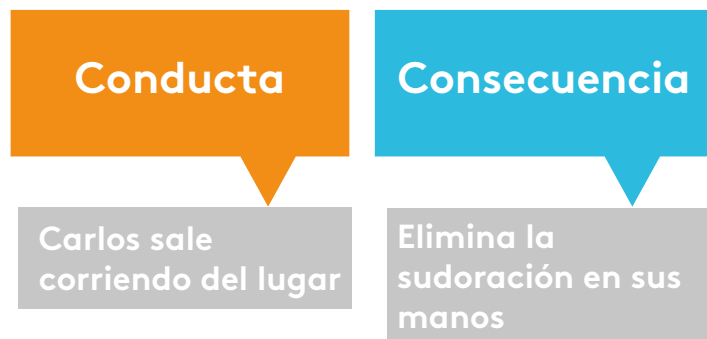 Conducta
Consecuencia
Carlos sale
corriendo del lugar
Elimina la
sudoración en sus
manos